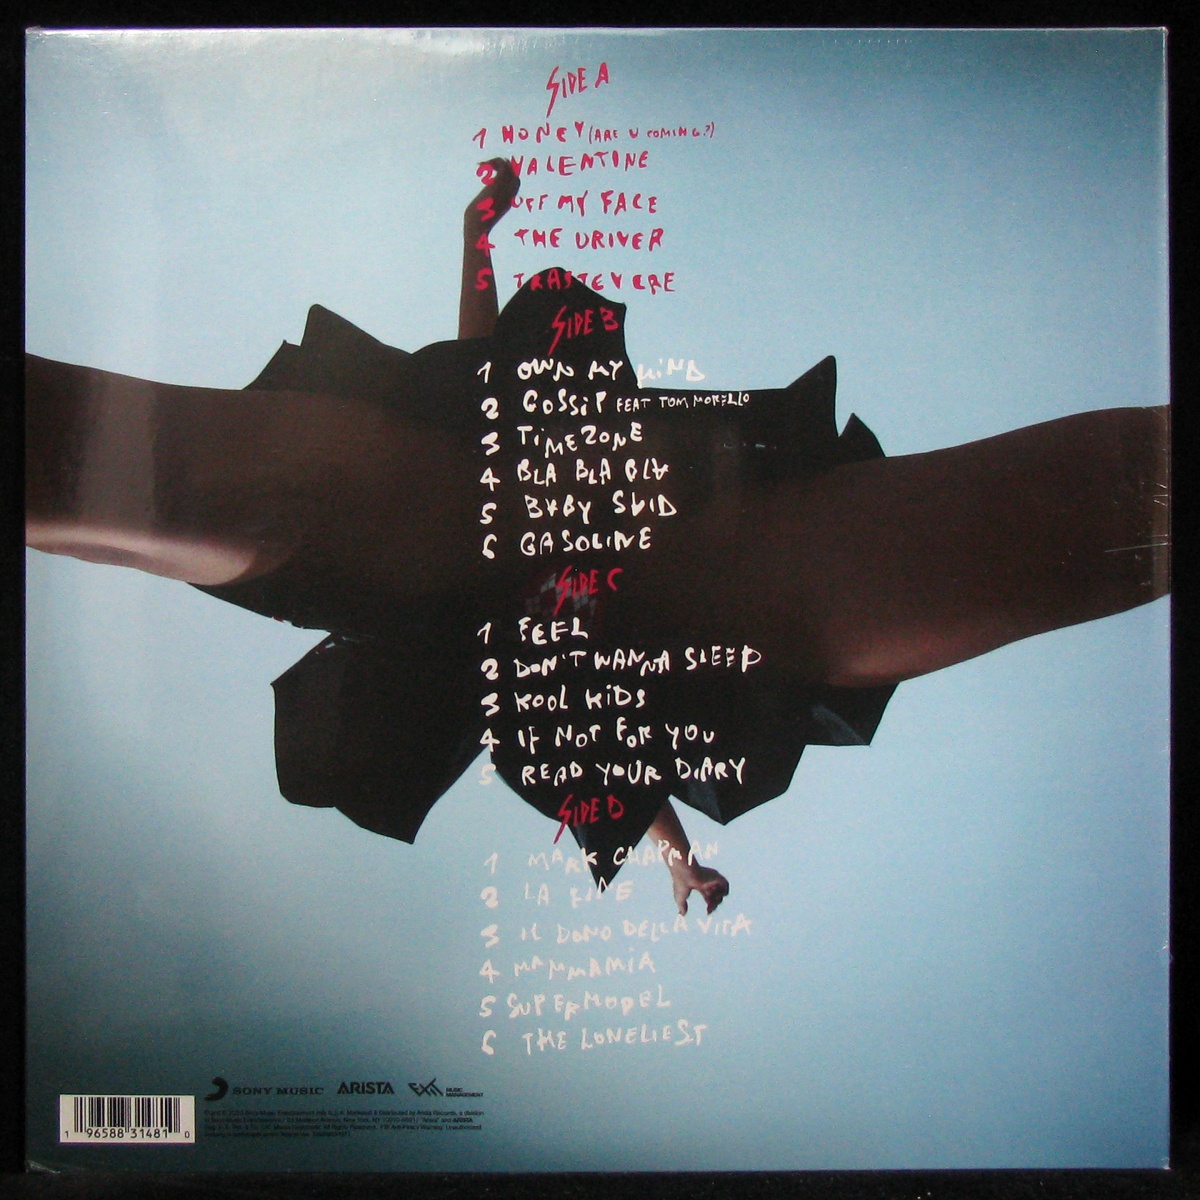 SIDE A
1 HONEY (ARE U COMING?)
2 VALENTINE
3 OFF MY FACE
4 THE DRIVER
5 TRASTEVERE
SIDE B
1 OWN MY MIND
2 GOSSIP FEAT TOM MORELLO
3 TIMEZONE
4 BLA BLA BLA
5 BABY SAID
6 GASOLINE
SIDE C
1 FEEL
2 DON'T WANNA SLEEP
3 KOOL KIDS
4 IF NOT FOR YOU
5 READ YOUR DIARY
SIDE D
1 MARK CHAPMAN
2 LA FINE
3 IL DONO DELLA VITA
4 MAMMAMIA
5 SUPERMODEL
6 THE LONELIEST
SONY MUSIC ARISTA EXIT MUSIC MANAGEMENT
1 96588 31481 0